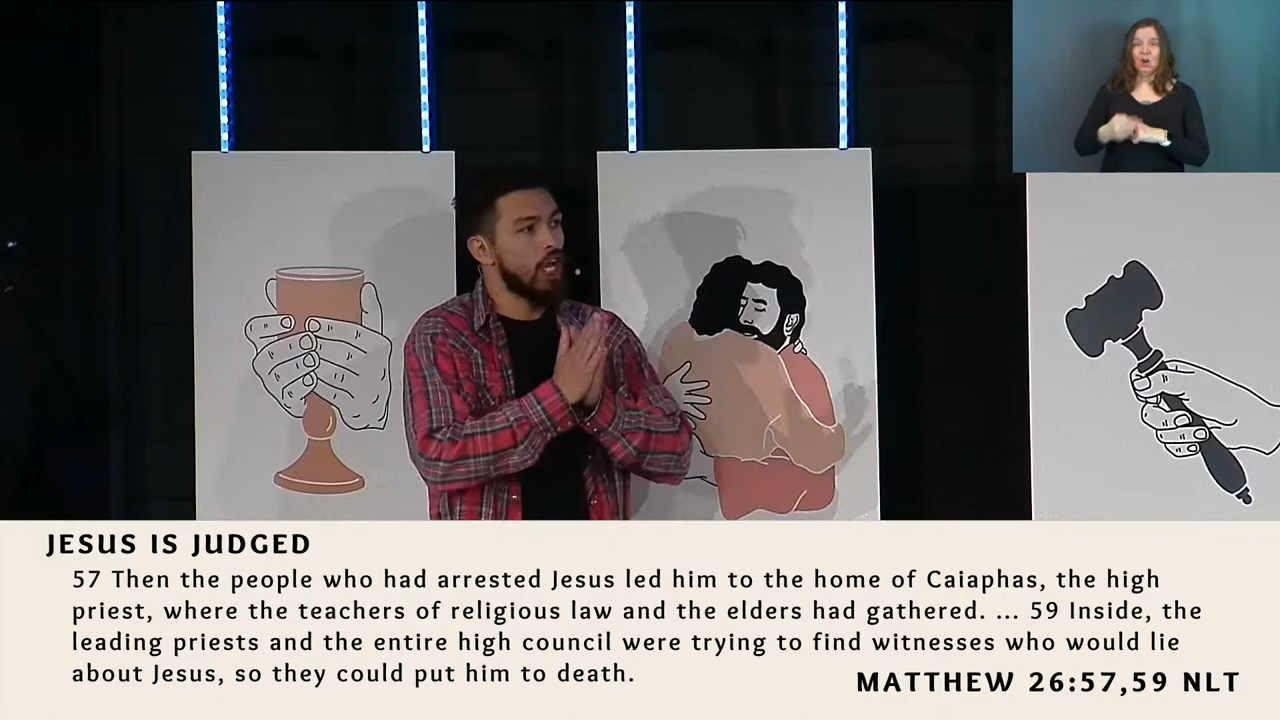 JESUS IS JUDGED
57 Then the people who had arrested Jesus led him to the home of Caiaphas, the high
priest, where the teachers of religious law and the elders had gathered. ... 59 Inside, the
leading priests and the entire high council were trying to find witnesses who would lie
about Jesus, so they could put him to death.
MATTHEW 26:57,59 NLT